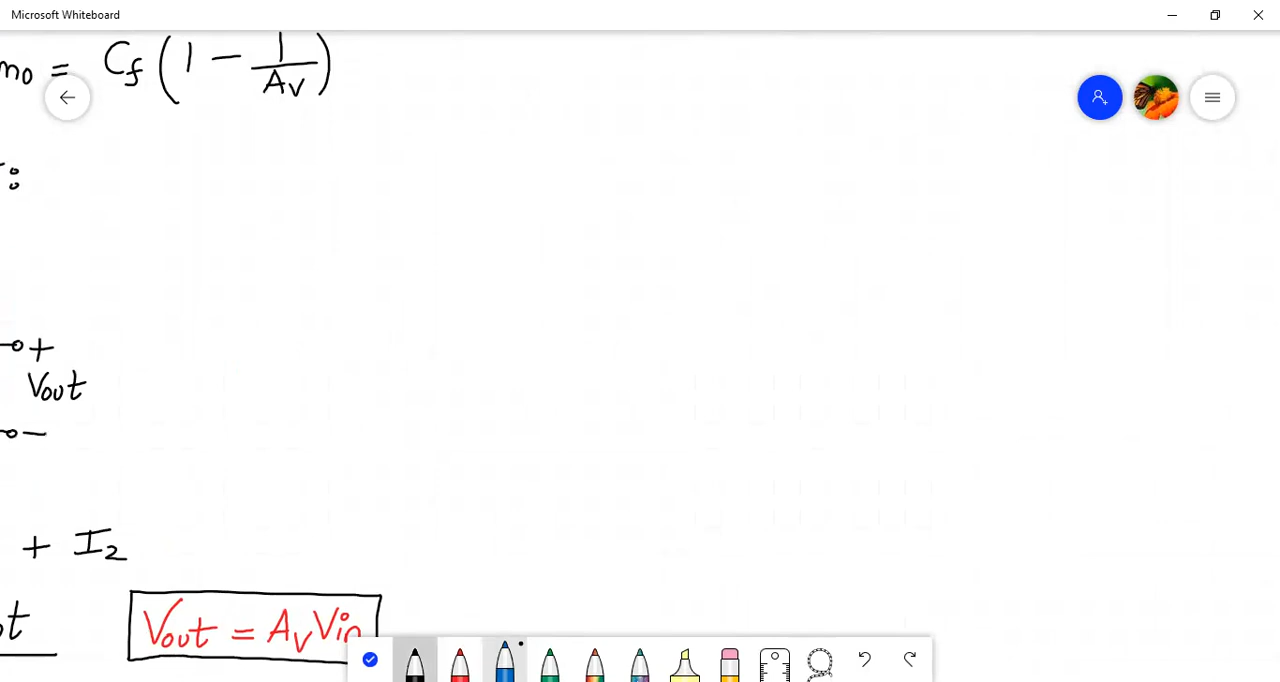 Microsoft Whiteboard
mo = Cf (1 - 1/Av)
:
+
Vout
-
+ I2
Vout = AvVin